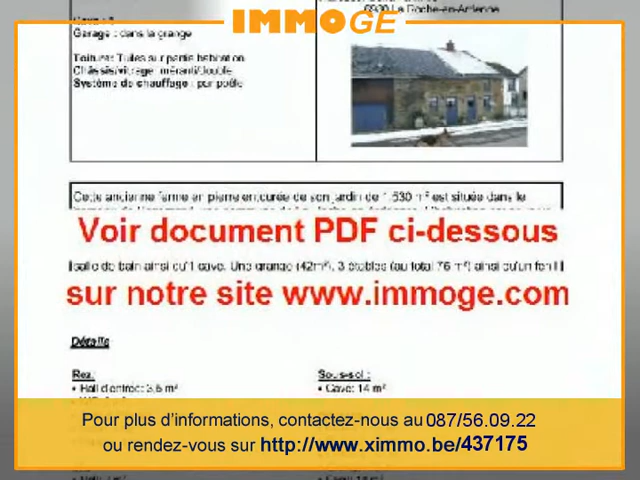 IMMOGE
6980 La Roche-en-Ardenne
Garage : dans la grange
Toiture: Tuiles sur partie habitation
Châssis/vitrage: méranti/double
Système de chauffage : par poêle
Cette ancienne ferme en pierre entourée de son jardin de 1.530 m² est située dans le
Voir document PDF ci-dessous
salle de bain ainsi qu'1 cave. Une grange (42m²), 3 étables (au total 76 m²) ainsi qu'un fenil
sur notre site www.immoge.com
Détails
Rez: Sous-sol :
• Hall d'entrée: 3,6 m² • Cave: 14 m²
Pour plus d'informations, contactez-nous au 087/56.09.22
ou rendez-vous sur http://www.ximmo.be/437175